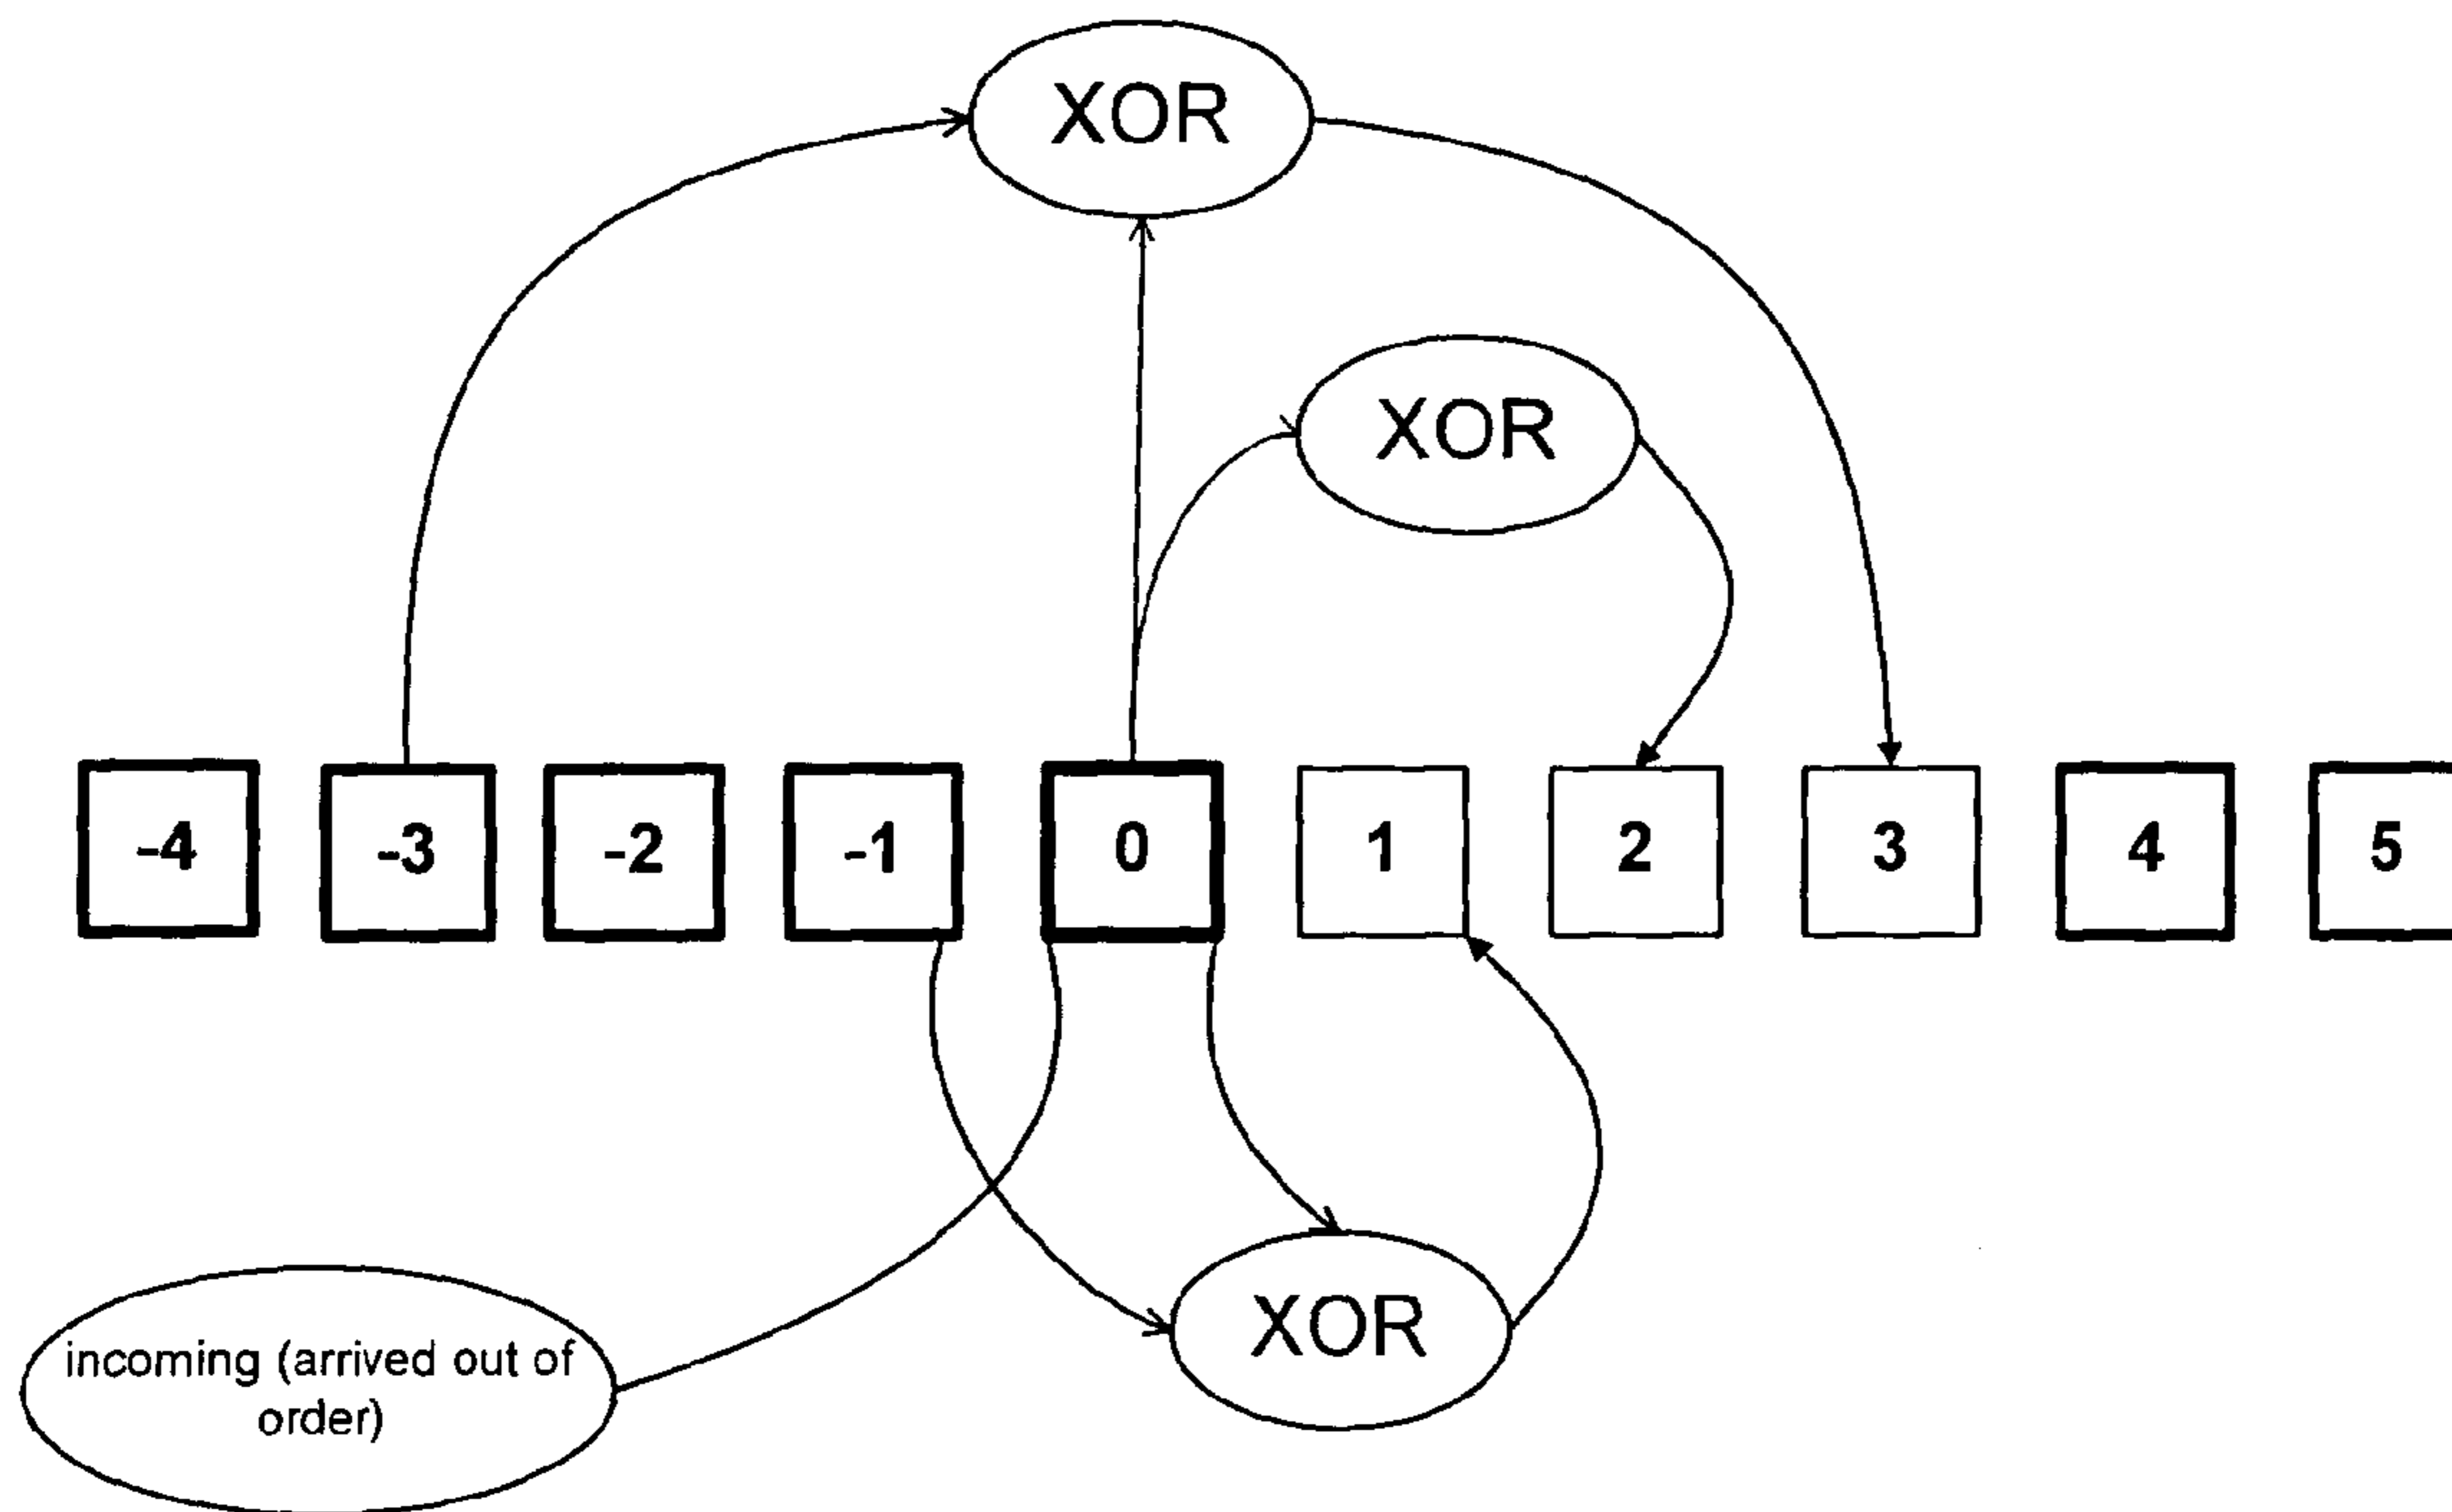 XOR
XOR
-4 -3 -2 -1 0 1 2 3 4 5
XOR
incoming (arrived out of
order)